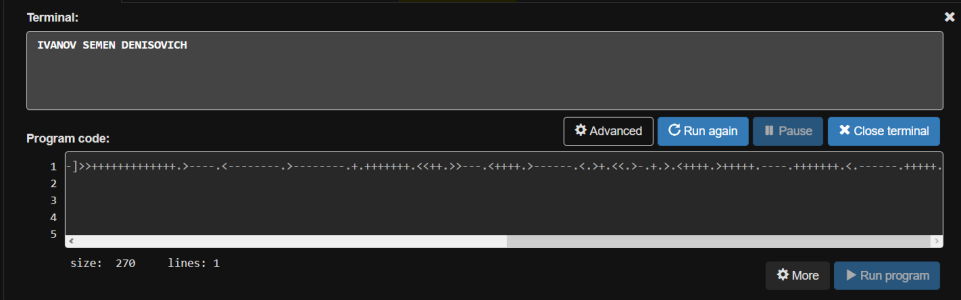 Terminal:
IVANOV SEMEN DENISOVICH
Advanced Run again Pause Close terminal
Program code:
1 -]>>+++++++++++++.>----.<--------.>--------.+.+++++++.<<++.>>---.<++++.>------.<.>+.<<.>-.+.>.<++++.>+++++.----.+++++++.<.------.+++++.
2
3
4
5
size: 270 lines: 1
More Run program